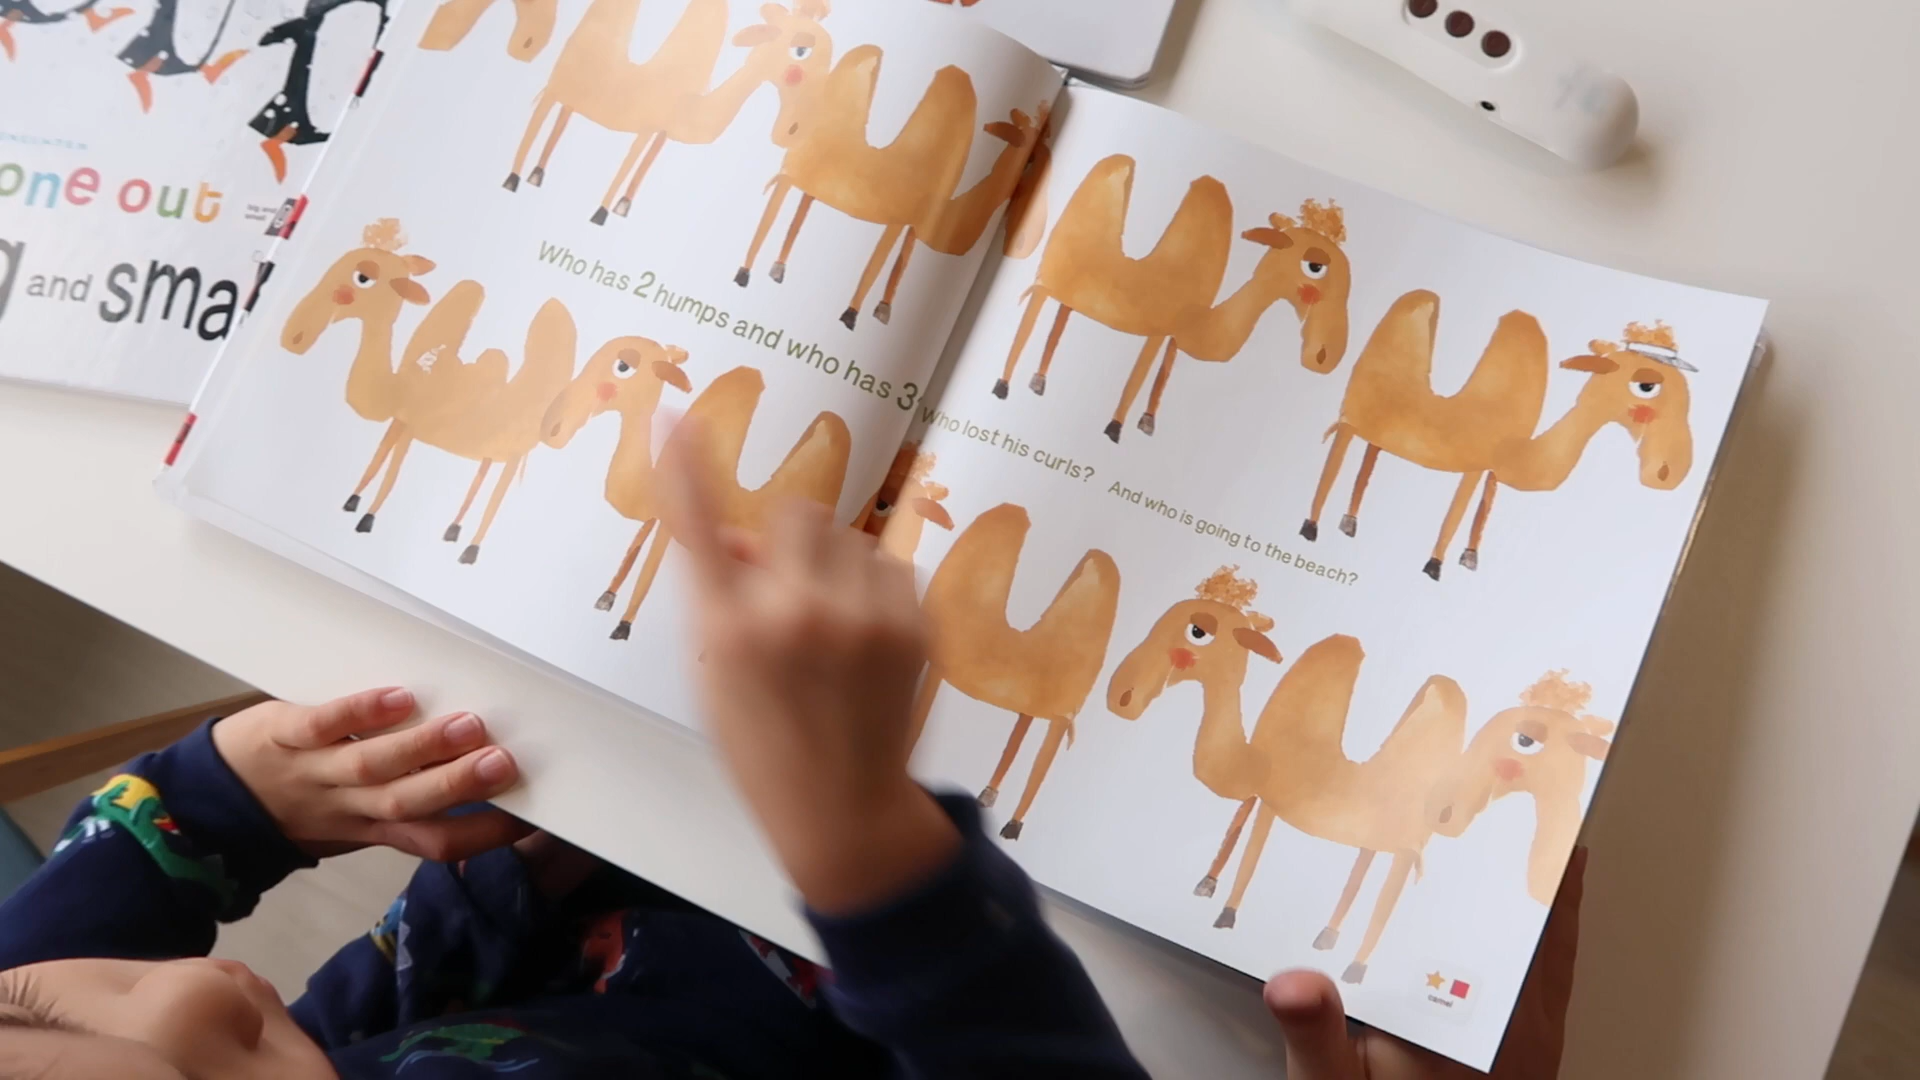 one out
and
Who has 2 humps and who has 3?
Who lost his curls? And who is going to the beach?
camel